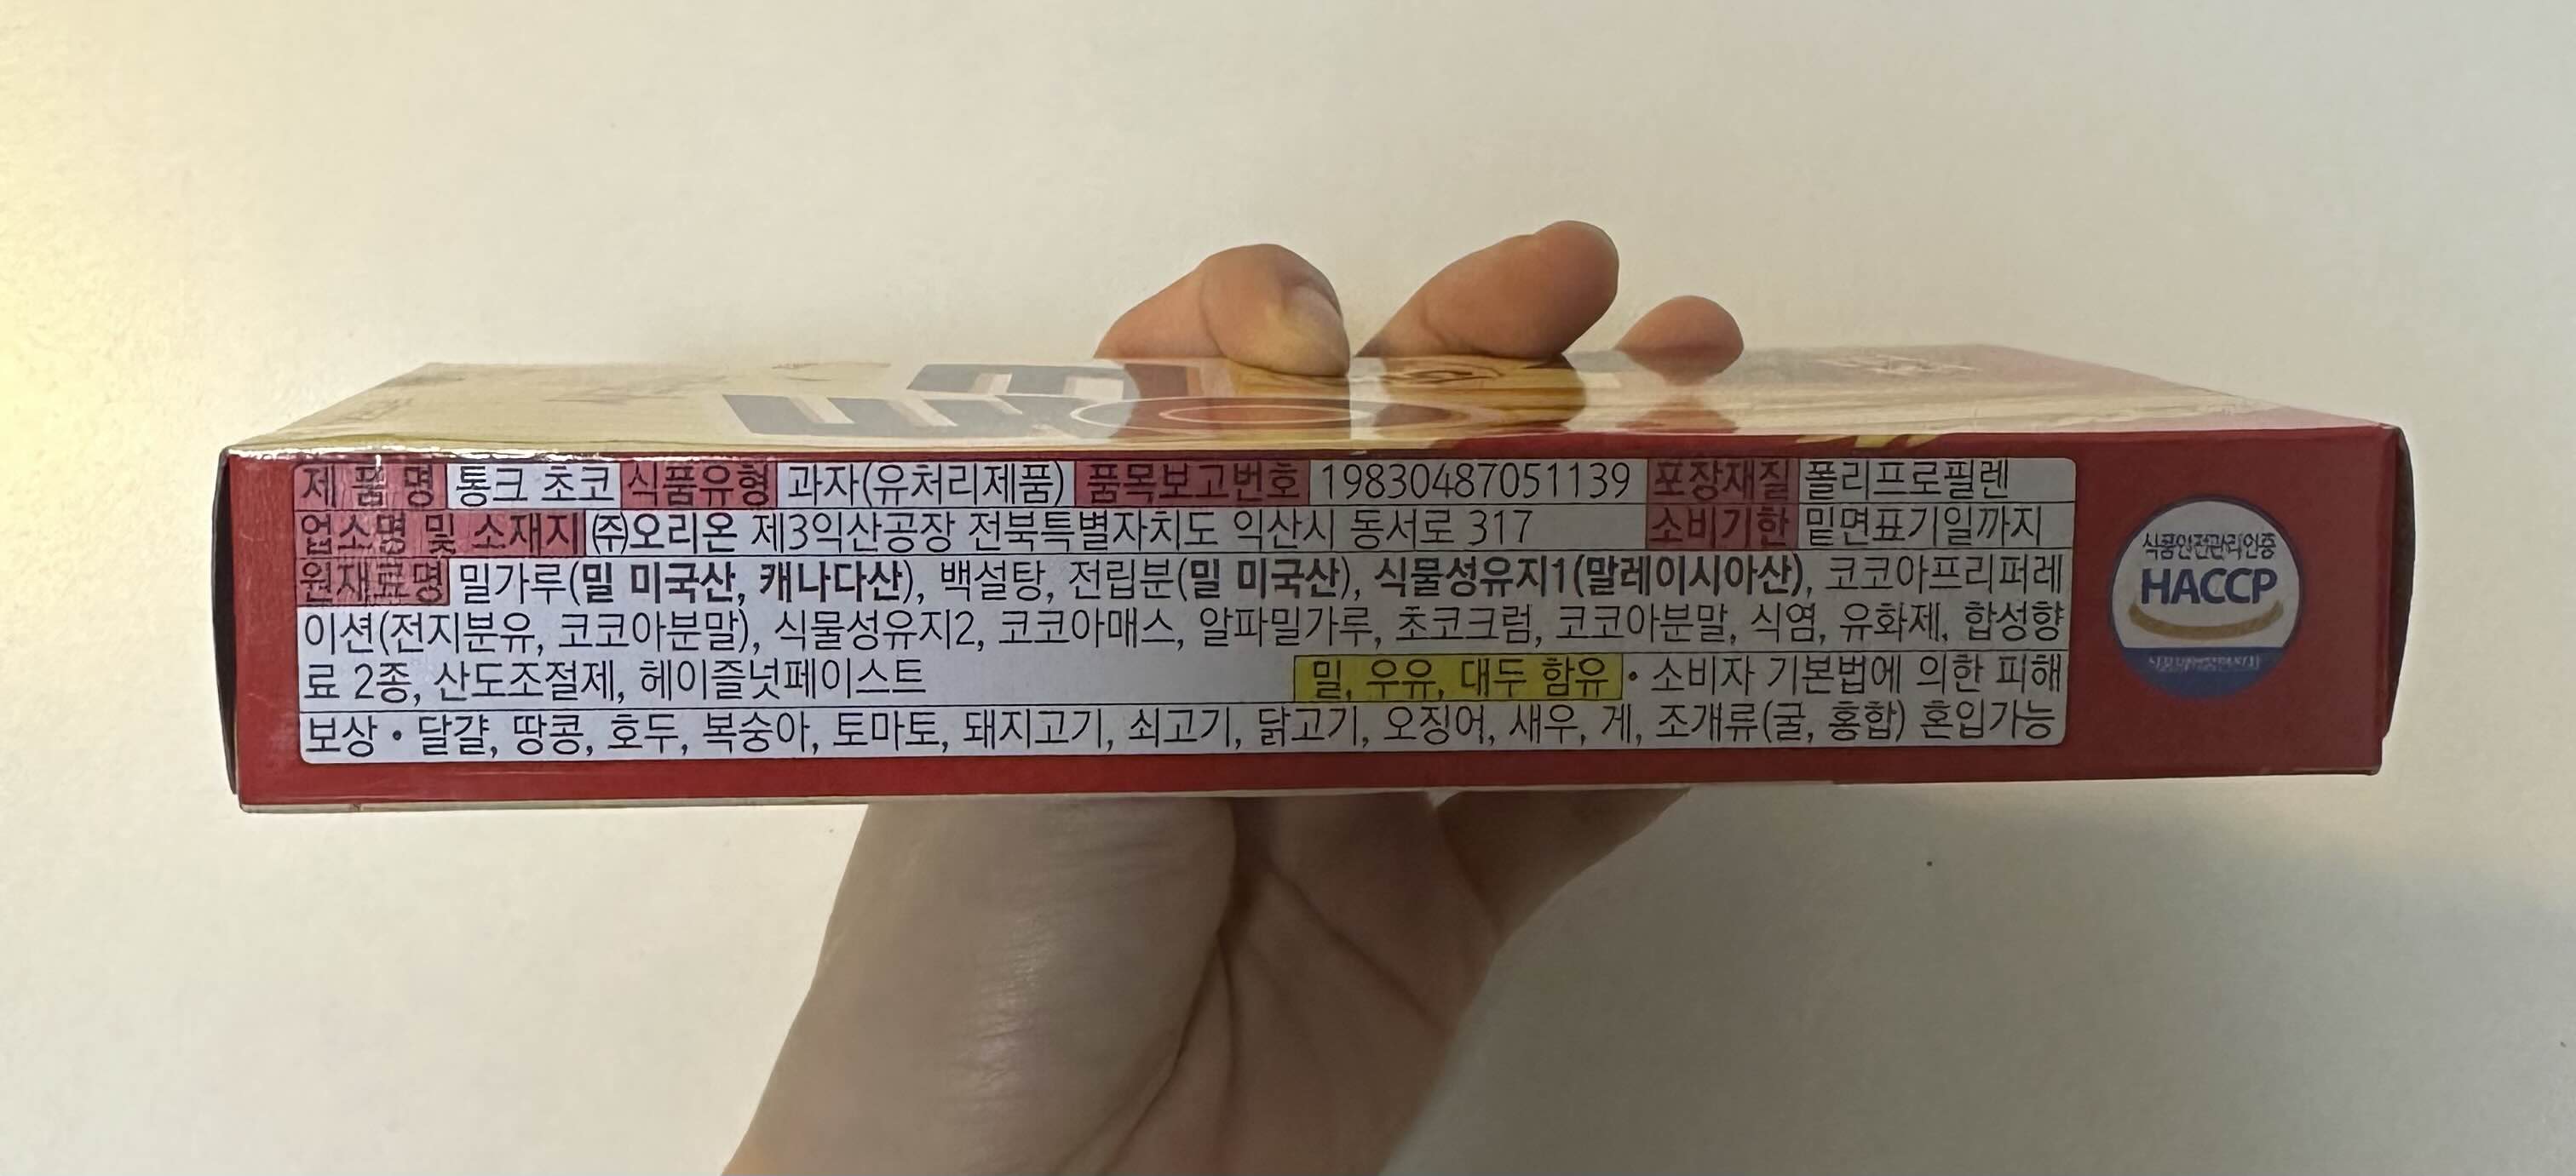 제 품 명 통크 초코 식품유형 과자(유처리제품) 품목보고번호 19830487051139 포장재질 폴리프로필렌
업소명 및 소재지 ㈜오리온 제3익산공장 전북특별자치도 익산시 동서로 317 소비기한 밑면표기일까지
원재료명 밀가루(밀 미국산, 캐나다산), 백설탕, 전립분(밀 미국산), 식물성유지1(말레이시아산), 코코아프리퍼레
이션(전지분유, 코코아분말), 식물성유지2, 코코아매스, 알파밀가루, 초코크럼, 코코아분말, 식염, 유화제, 합성향
료 2종, 산도조절제, 헤이즐넛페이스트 밀, 우유, 대두 함유 • 소비자 기본법에 의한 피해
보상 • 달걀, 땅콩, 호두, 복숭아, 토마토, 돼지고기, 쇠고기, 닭고기, 오징어, 새우, 게, 조개류(굴, 홍합) 혼입가능
식품안전관리인증
HACCP